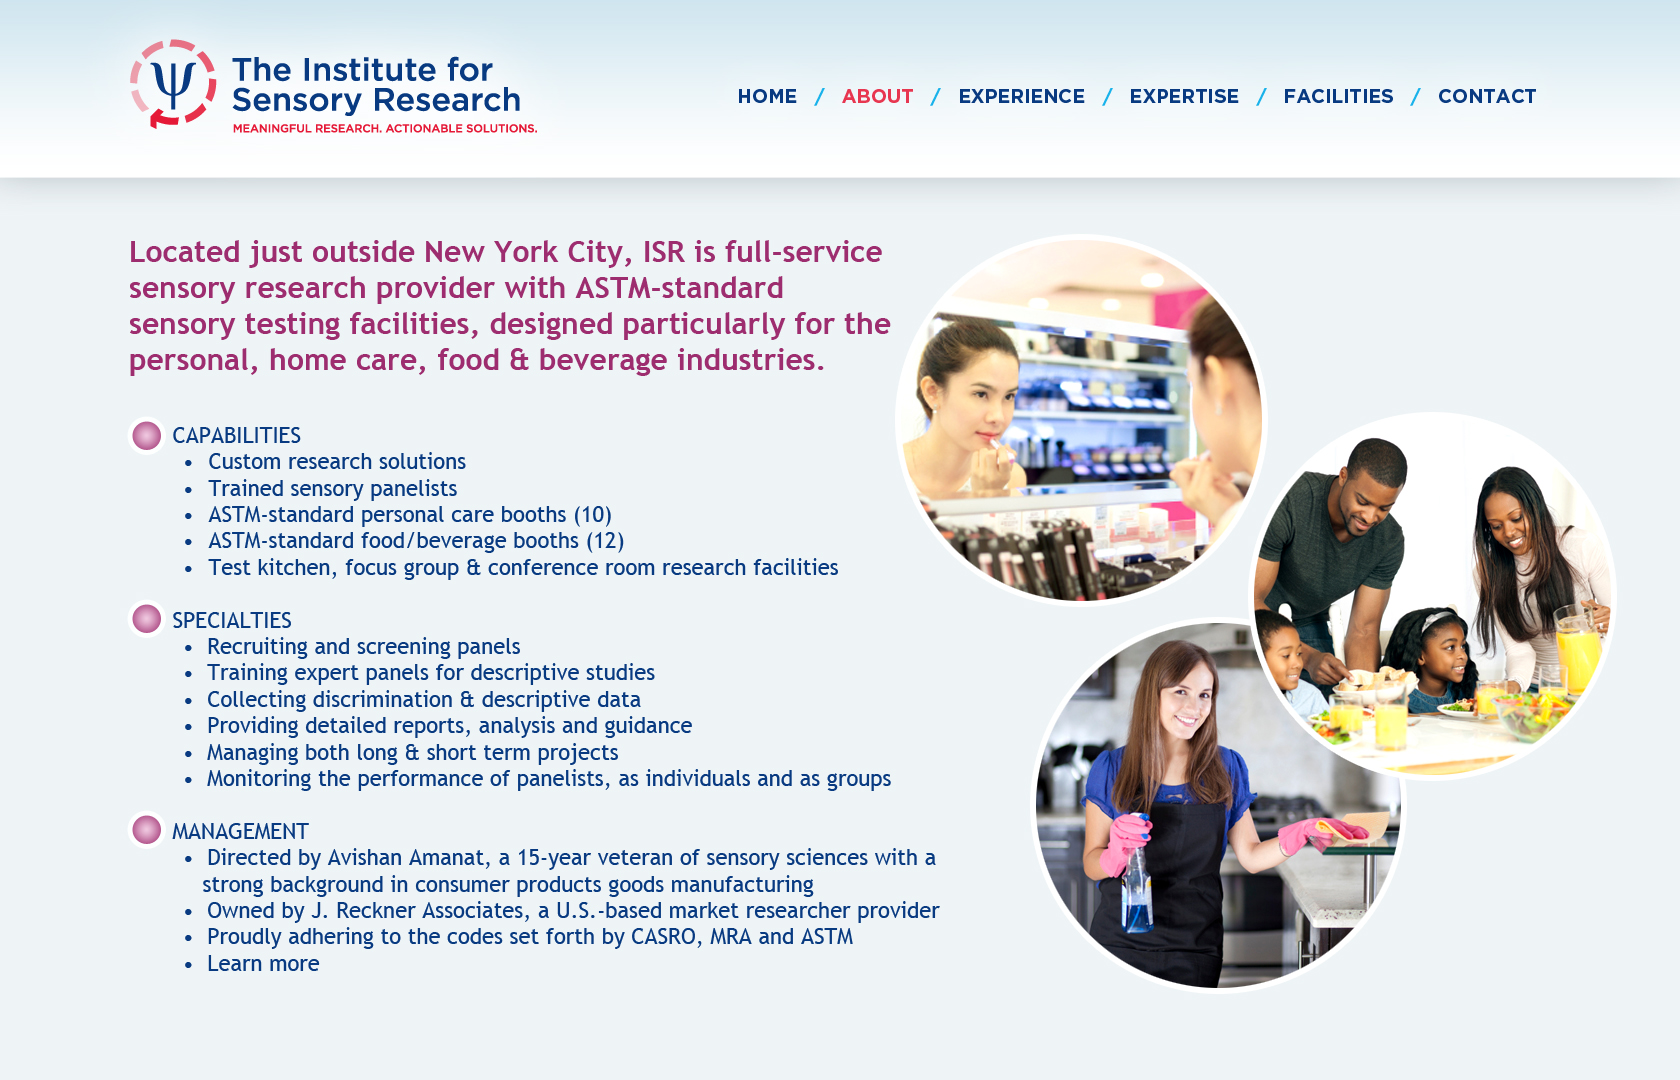 Ψ
The Institute for
Sensory Research
MEANINGFUL RESEARCH. ACTIONABLE SOLUTIONS.
HOME / ABOUT / EXPERIENCE / EXPERTISE / FACILITIES / CONTACT
Located just outside New York City, ISR is full-service
sensory research provider with ASTM-standard
sensory testing facilities, designed particularly for the
personal, home care, food & beverage industries.
CAPABILITIES
• Custom research solutions
• Trained sensory panelists
• ASTM-standard personal care booths (10)
• ASTM-standard food/beverage booths (12)
• Test kitchen, focus group & conference room research facilities
SPECIALTIES
• Recruiting and screening panels
• Training expert panels for descriptive studies
• Collecting discrimination & descriptive data
• Providing detailed reports, analysis and guidance
• Managing both long & short term projects
• Monitoring the performance of panelists, as individuals and as groups
MANAGEMENT
• Directed by Avishan Amanat, a 15-year veteran of sensory sciences with a
strong background in consumer products goods manufacturing
• Owned by J. Reckner Associates, a U.S.-based market researcher provider
• Proudly adhering to the codes set forth by CASRO, MRA and ASTM
• Learn more